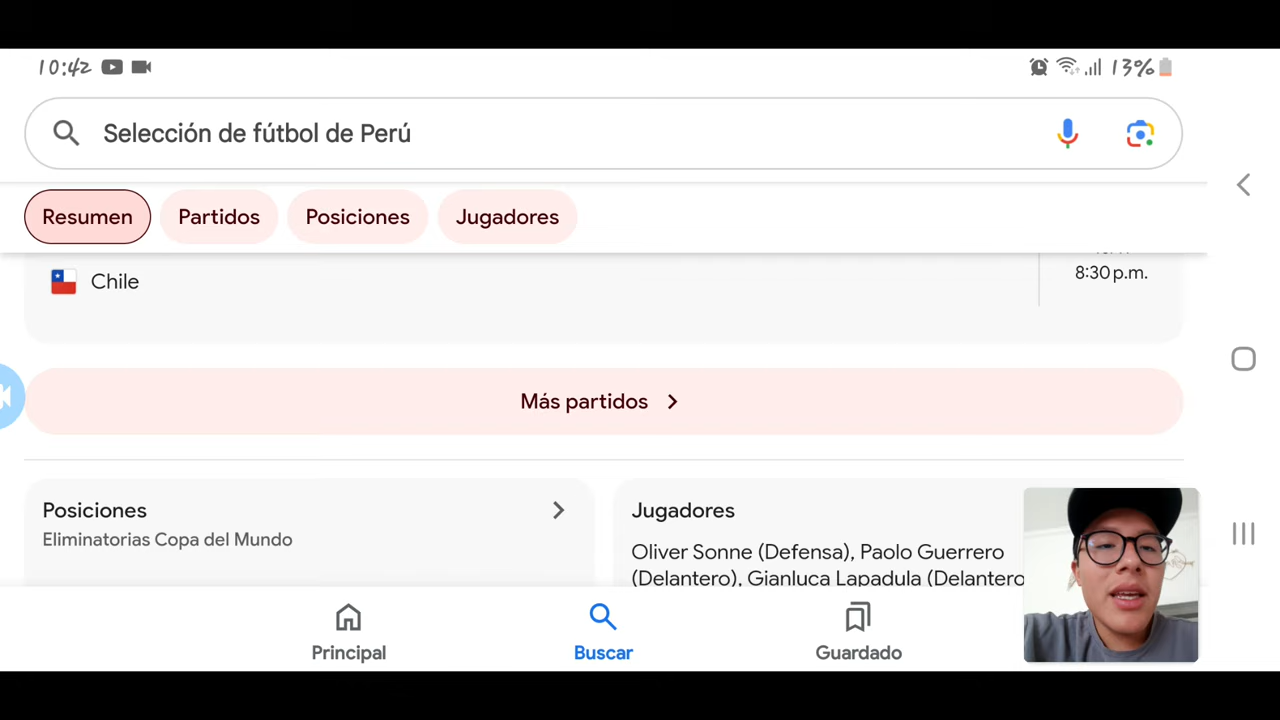 10:42
13%
Selección de fútbol de Perú
Resumen
Partidos
Posiciones
Jugadores
Chile
8:30 p.m.
Más partidos
Posiciones
Eliminatorias Copa del Mundo
Jugadores
Oliver Sonne (Defensa), Paolo Guerrero
(Delantero), Gianluca Lapadula (Delantero
Principal
Buscar
Guardado